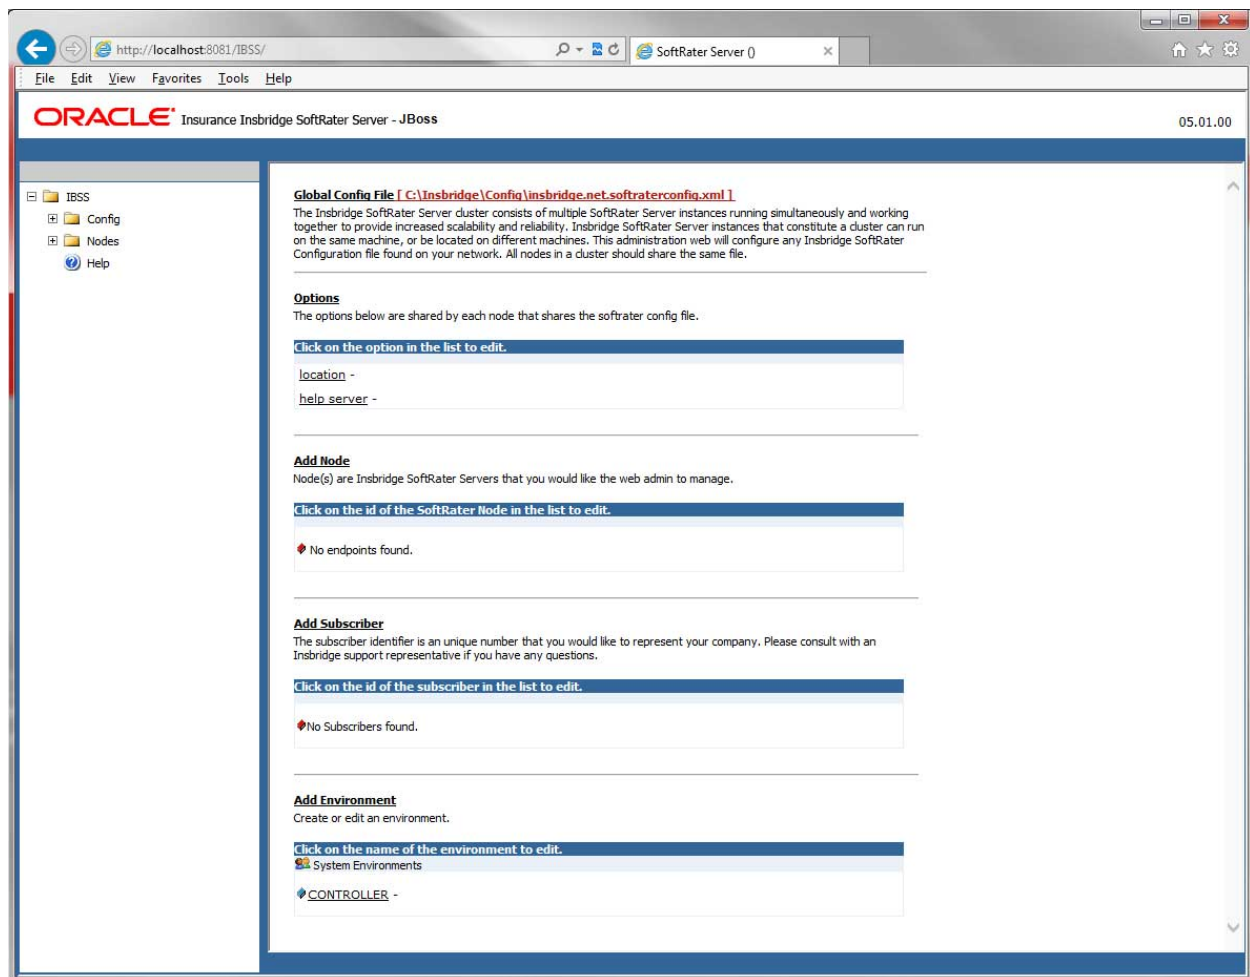 http://localhost:8081/IBSS/
SoftRater Server ()
File Edit View Favorites Tools Help
ORACLE Insurance Insbridge SoftRater Server - JBoss
05.01.00
IBSS
Config
Nodes
Help
Global Config File [ C:\Insbridge\Config\insbridge.net.softraterconfig.xml ]
The Insbridge SoftRater Server cluster consists of multiple SoftRater Server instances running simultaneously and working
together to provide increased scalability and reliability. Insbridge SoftRater Server instances that constitute a cluster can run
on the same machine, or be located on different machines. This administration web will configure any Insbridge SoftRater
Configuration file found on your network. All nodes in a cluster should share the same file.
Options
The options below are shared by each node that shares the softrater config file.
Click on the option in the list to edit.
location -
help server -
Add Node
Node(s) are Insbridge SoftRater Servers that you would like the web admin to manage.
Click on the id of the SoftRater Node in the list to edit.
No endpoints found.
Add Subscriber
The subscriber identifier is an unique number that you would like to represent your company. Please consult with an
Insbridge support representative if you have any questions.
Click on the id of the subscriber in the list to edit.
No Subscribers found.
Add Environment
Create or edit an environment.
Click on the name of the environment to edit.
System Environments
CONTROLLER -